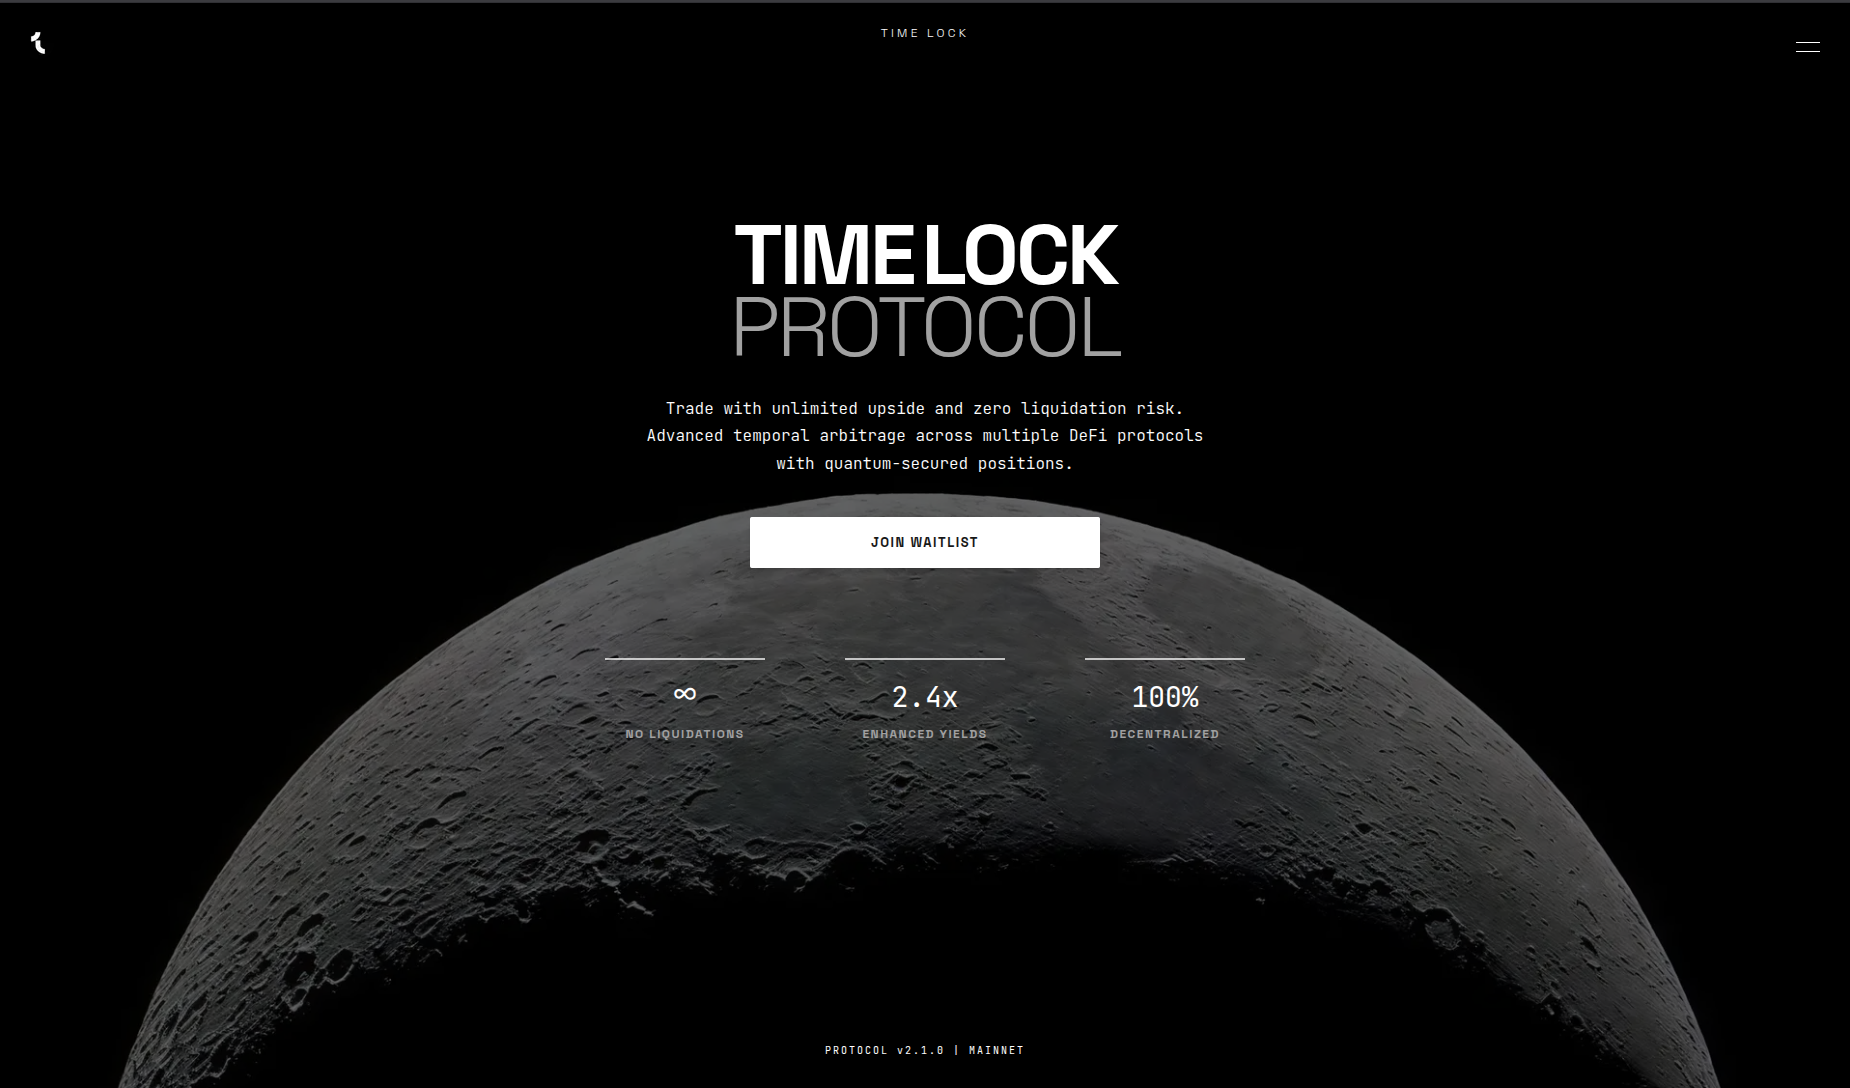 TIME LOCK
TIME LOCK
PROTOCOL
Trade with unlimited upside and zero liquidation risk.
Advanced temporal arbitrage across multiple DeFi protocols
with quantum-secured positions.
JOIN WAITLIST
∞ 2.4x 100%
NO LIQUIDATIONS ENHANCED YIELDS DECENTRALIZED
PROTOCOL v2.1.0 | MAINNET